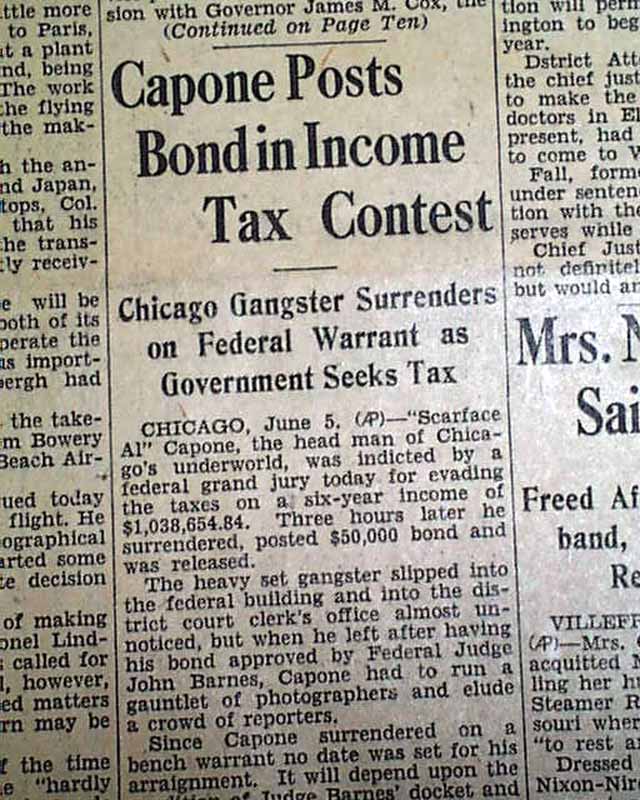 ttle more
to Paris,
t a plant
nd, being
The work
the flying
the mak-
h the an-
nd Japan,
tops, Col.
that his
he trans-
tly receiv-
e will be
both of its
perate the
as import-
bergh had
the take-
m Bowery
Beach Air-
ued today
flight. He
ographical
arted some
te decision
of making
onel Lind-
called for
l, however,
ed matters
rn may be
f the time
e "hardly
sion with Governor James M. Cox, the
(Continued on Page Ten)
Capone Posts
Bond in Income
Tax Contest
Chicago Gangster Surrenders
on Federal Warrant as
Government Seeks Tax
CHICAGO, June 5. (AP)—"Scarface
Al" Capone, the head man of Chica-
go's underworld, was indicted by a
federal grand jury today for evading
the taxes on a six-year income of
$1,038,654.84. Three hours later he
surrendered, posted $50,000 bond and
was released.
The heavy set gangster slipped into
the federal building and into the dis-
trict court clerk's office almost un-
noticed, but when he left after having
his bond approved by Federal Judge
John Barnes, Capone had to run a
gauntlet of photographers and elude
a crowd of reporters.
Since Capone surrendered on a
bench warrant no date was set for his
arraignment. It will depend upon the
of Judge Barnes' docket and
tion will perm
ington to beg
year.
Dstrict Att
the chief just
to make the
doctors in El
present, had
to come to W
Fall, forme
under senten
tion with the
serves while
Chief Just
not definitel
but would an
Mrs. N
Sai
Freed Af
band,
Re
VILLEFR
(AP)—Mrs. C
acquitted M
ling her hu
Steamer R
souri wher
"to rest an
Dressed
Nixon-Nir